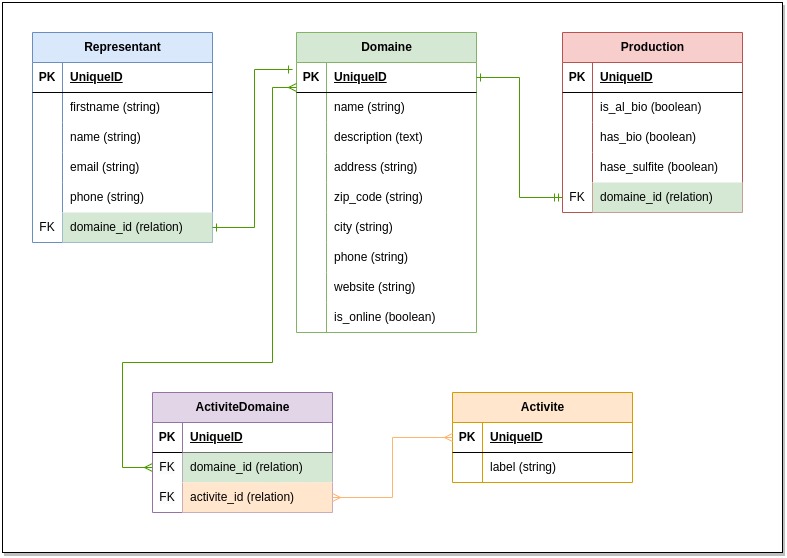 Representant
PK UniqueID
firstname (string)
name (string)
email (string)
phone (string)
FK domaine_id (relation)
Domaine
PK UniqueID
name (string)
description (text)
address (string)
zip_code (string)
city (string)
phone (string)
website (string)
is_online (boolean)
Production
PK UniqueID
is_al_bio (boolean)
has_bio (boolean)
hase_sulfite (boolean)
FK domaine_id (relation)
ActiviteDomaine
PK UniqueID
FK domaine_id (relation)
FK activite_id (relation)
Activite
PK UniqueID
label (string)